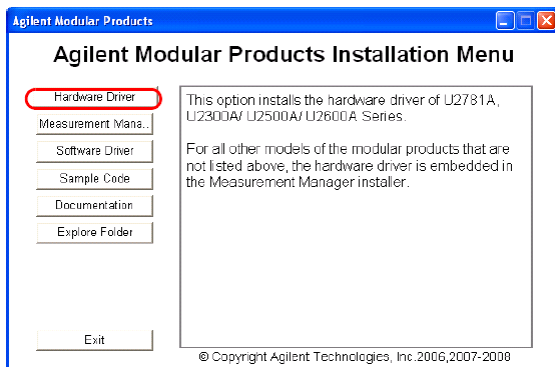 Agilent Modular Products
Agilent Modular Products Installation Menu
Hardware Driver
Measurement Mana..
Software Driver
Sample Code
Documentation
Explore Folder
Exit
This option installs the hardware driver of U2781A,
U2300A/ U2500A/ U2600A Series.
For all other models of the modular products that are
not listed above, the hardware driver is embedded in
the Measurement Manager installer.
© Copyright Agilent Technologies, Inc.2006,2007-2008